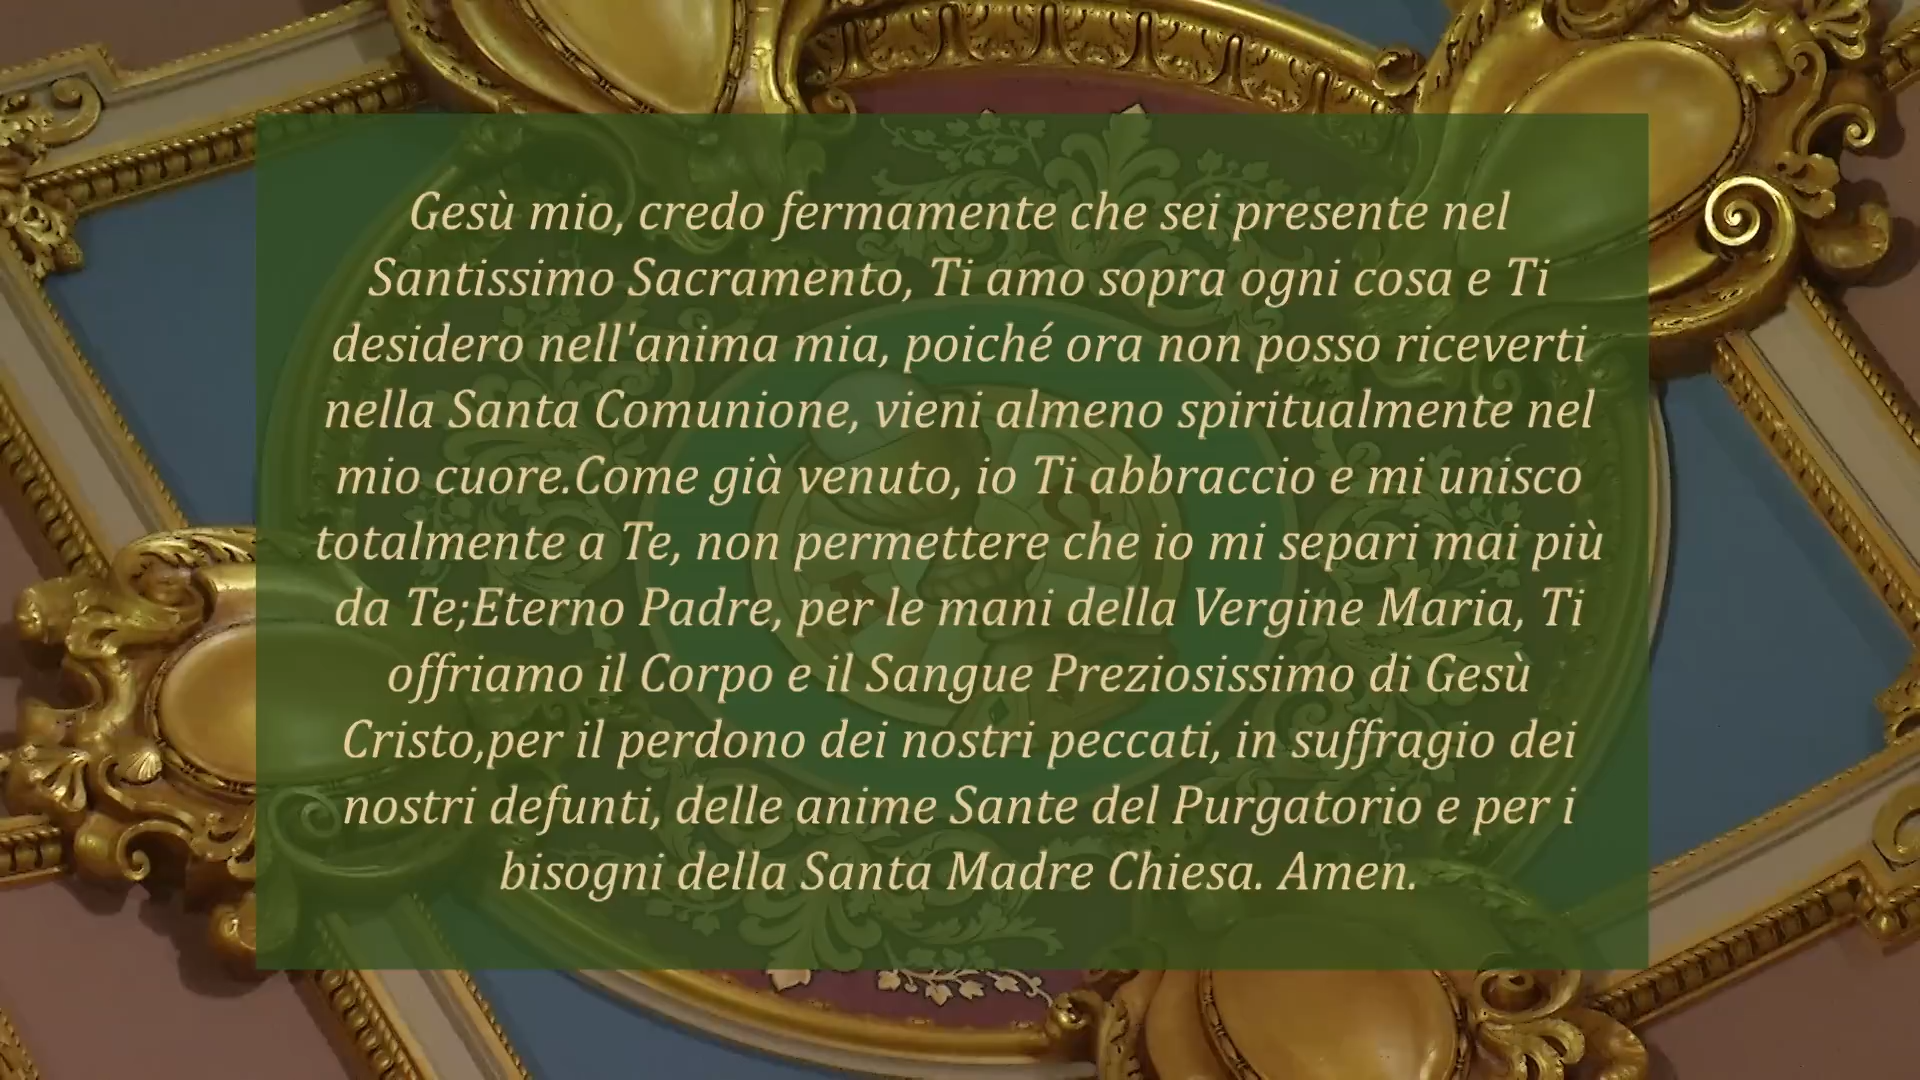 Gesù mio, credo fermamente che sei presente nel
Santissimo Sacramento, Ti amo sopra ogni cosa e Ti
desidero nell'anima mia, poiché ora non posso riceverti
nella Santa Comunione, vieni almeno spiritualmente nel
mio cuore.Come già venuto, io Ti abbraccio e mi unisco
totalmente a Te, non permettere che io mi separi mai più
da Te;Eterno Padre, per le mani della Vergine Maria, Ti
offriamo il Corpo e il Sangue Preziosissimo di Gesù
Cristo,per il perdono dei nostri peccati, in suffragio dei
nostri defunti, delle anime Sante del Purgatorio e per i
bisogni della Santa Madre Chiesa. Amen.